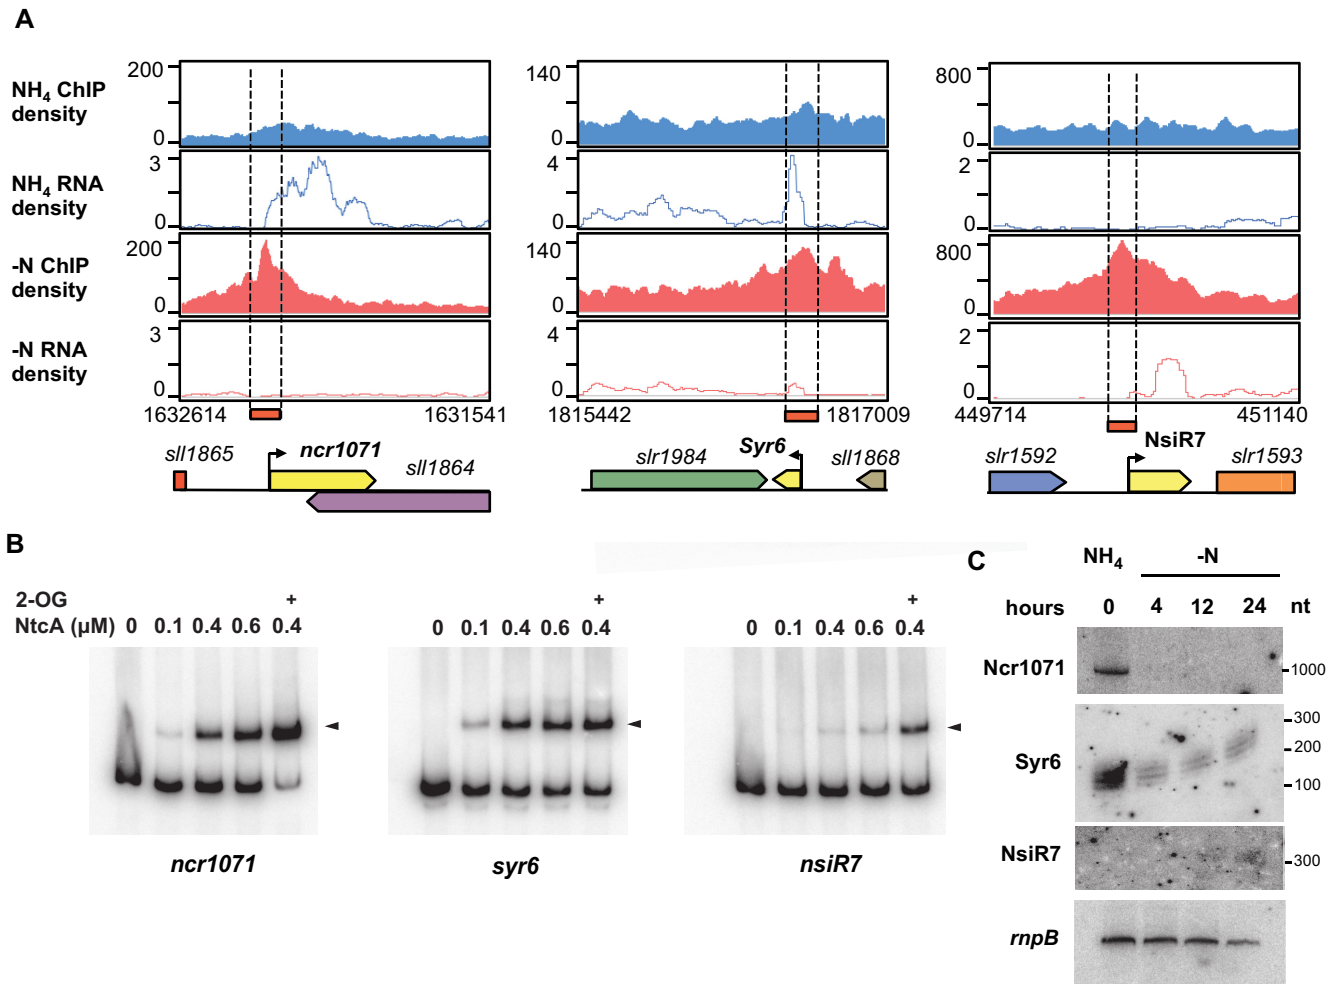 A
NH4 ChIP density
200
0
140
0
800
0
NH4 RNA density
3
0
4
0
2
0
-N ChIP density
200
0
140
0
800
0
-N RNA density
3
0
4
0
2
0
1632614 1631541 1815442 1817009 449714 451140
sll1865 ncr1071 sll1864
slr1984 Syr6 sll1868
slr1592 NsiR7 slr1593
B
2-OG + + +
NtcA (µM) 0 0.1 0.4 0.6 0.4 0 0.1 0.4 0.6 0.4 0 0.1 0.4 0.6 0.4
ncr1071 syr6 nsiR7
C
NH4 -N
hours 0 4 12 24 nt
Ncr1071 1000
Syr6 300 200 100
NsiR7 300
rnpB